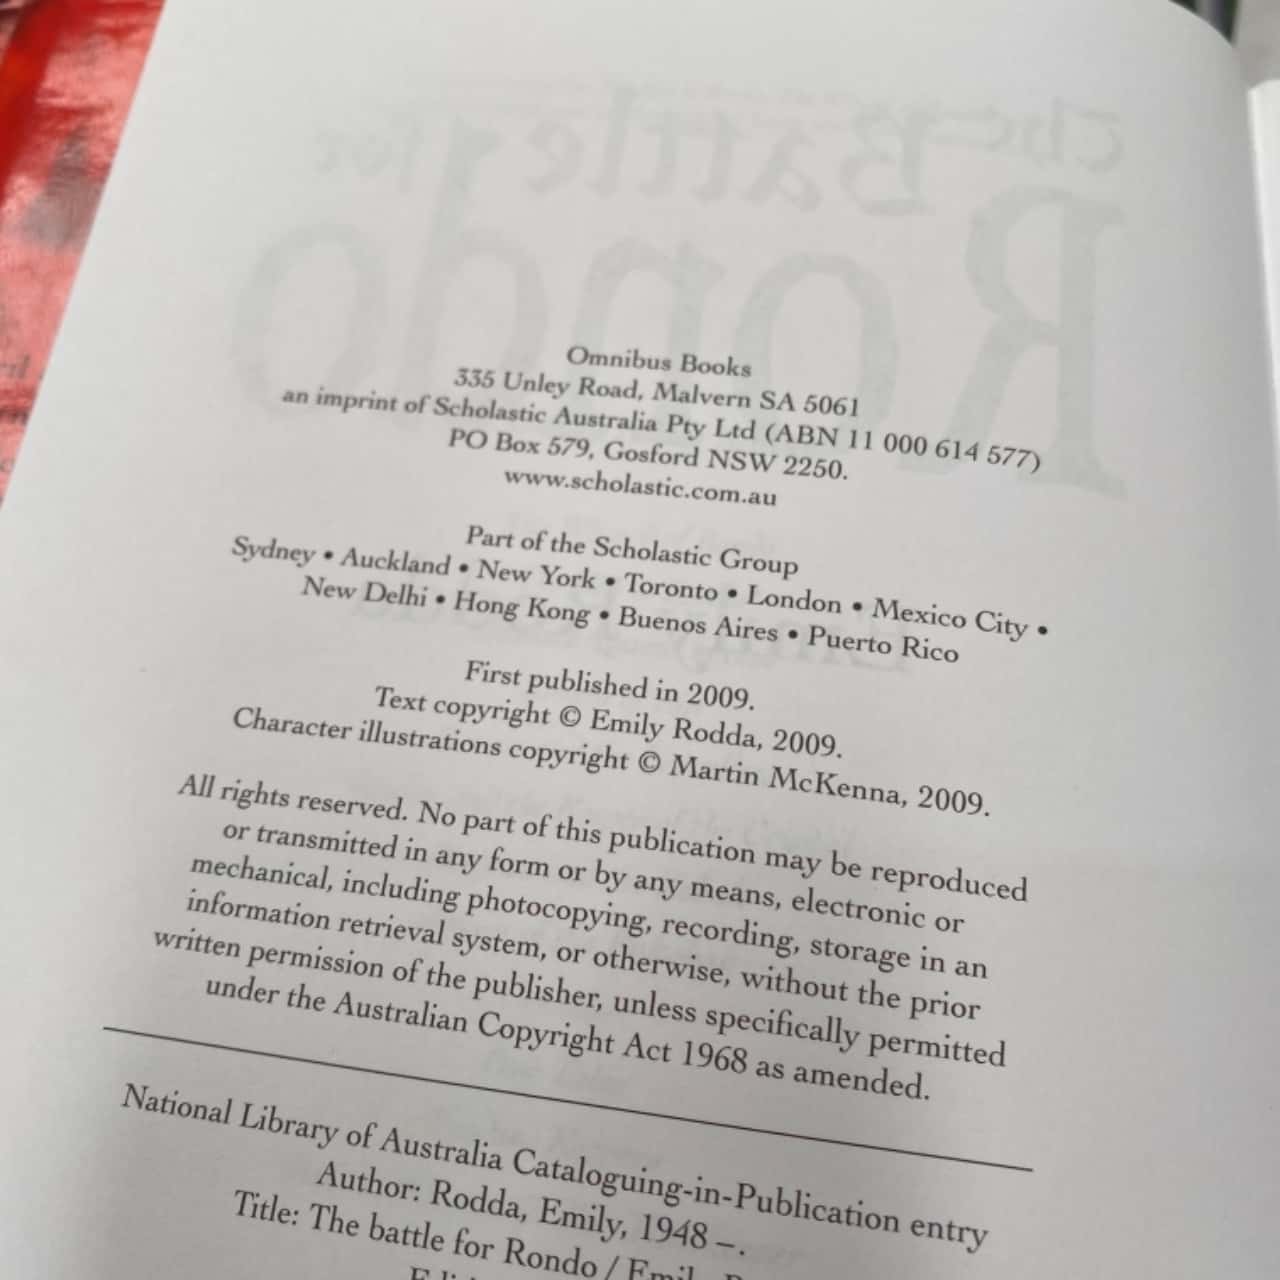 Omnibus Books
335 Unley Road, Malvern SA 5061
an imprint of Scholastic Australia Pty Ltd (ABN 11 000 614 577)
PO Box 579, Gosford NSW 2250.
www.scholastic.com.au
Part of the Scholastic Group
Sydney • Auckland • New York • Toronto • London • Mexico City •
New Delhi • Hong Kong • Buenos Aires • Puerto Rico
First published in 2009.
Text copyright © Emily Rodda, 2009.
Character illustrations copyright © Martin McKenna, 2009.
All rights reserved. No part of this publication may be reproduced
or transmitted in any form or by any means, electronic or
mechanical, including photocopying, recording, storage in an
information retrieval system, or otherwise, without the prior
written permission of the publisher, unless specifically permitted
under the Australian Copyright Act 1968 as amended.
National Library of Australia Cataloguing-in-Publication entry
Author: Rodda, Emily, 1948 –.
Title: The battle for Rondo /